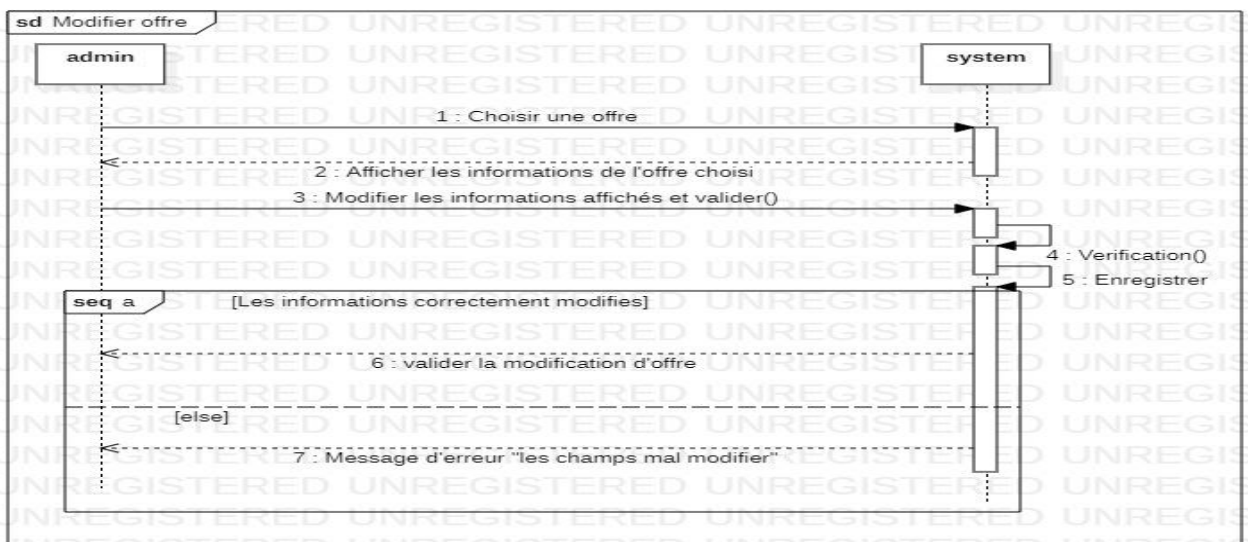 sd Modifier offre
admin
system
1 : Choisir une offre
2 : Afficher les informations de l'offre choisi
3 : Modifier les informations affichés et valider()
4 : Verification()
5 : Enregistrer
seq a
[Les informations correctement modifies]
6 : valider la modification d'offre
[else]
7 : Message d'erreur "les champs mal modifier"
UNREGISTERED